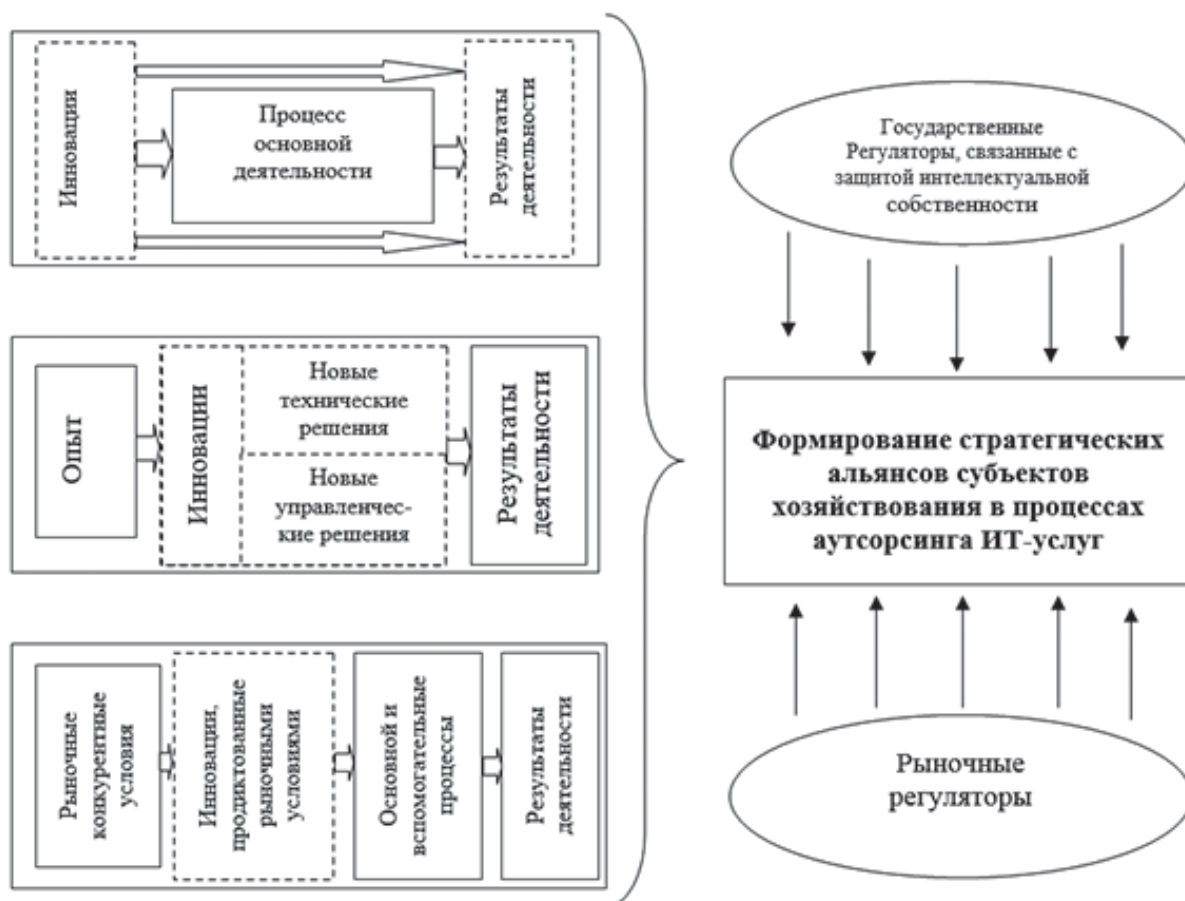 Инновации
Процесс
основной
деятельности
Результаты
деятельности
Опыт
Инновации
Новые
технические
решения
Новые
управленчес-
кие решения
Результаты
деятельности
Рыночные
конкурентные
условия
Инновации,
продиктованные
рыночными
условиями
Основной и
вспомогательные
процессы
Результаты
деятельности
Государственные
Регуляторы, связанные с
защитой интеллектуальной
собственности
Формирование стратегических
альянсов субъектов
хозяйствования в процессах
аутсорсинга ИТ-услуг
Рыночные
регуляторы